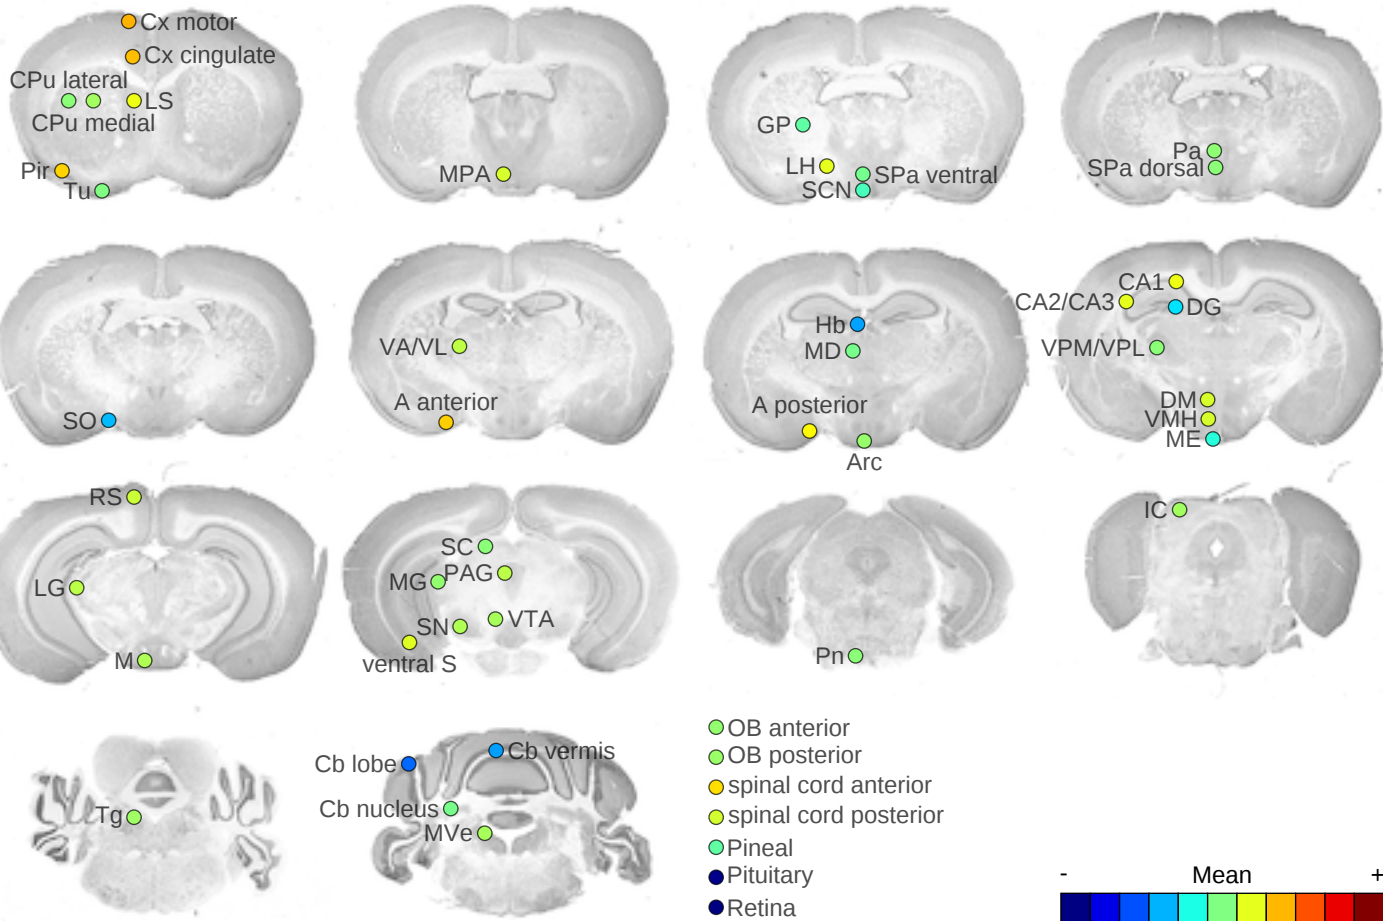 Cx motor
Cx cingulate
CPu lateral
LS
CPu medial
Pir
Tu
MPA
GP
LH
SPa ventral
SCN
Pa
SPa dorsal
SO
VA/VL
A anterior
Hb
MD
A posterior
Arc
CA1
CA2/CA3
DG
VPM/VPL
DM
VMH
ME
RS
LG
M
SC
MG
PAG
SN
VTA
ventral S
Pn
IC
Tg
Cb lobe
Cb vermis
Cb nucleus
MVe
OB anterior
OB posterior
spinal cord anterior
spinal cord posterior
Pineal
Pituitary
Retina
- Mean +